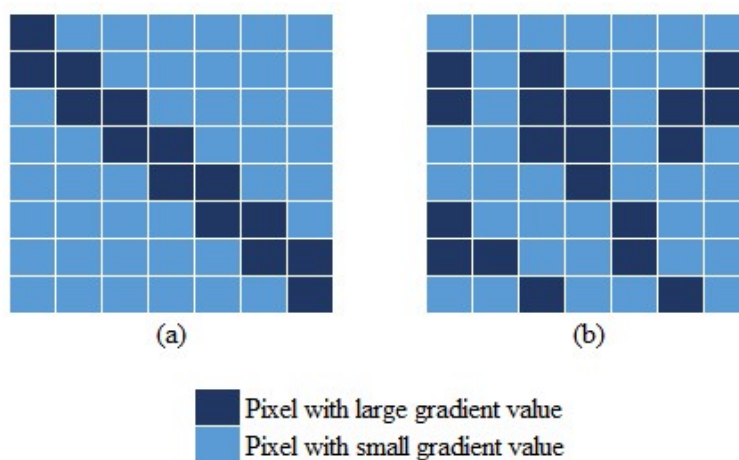 (a)
(b)
Pixel with large gradient value
Pixel with small gradient value